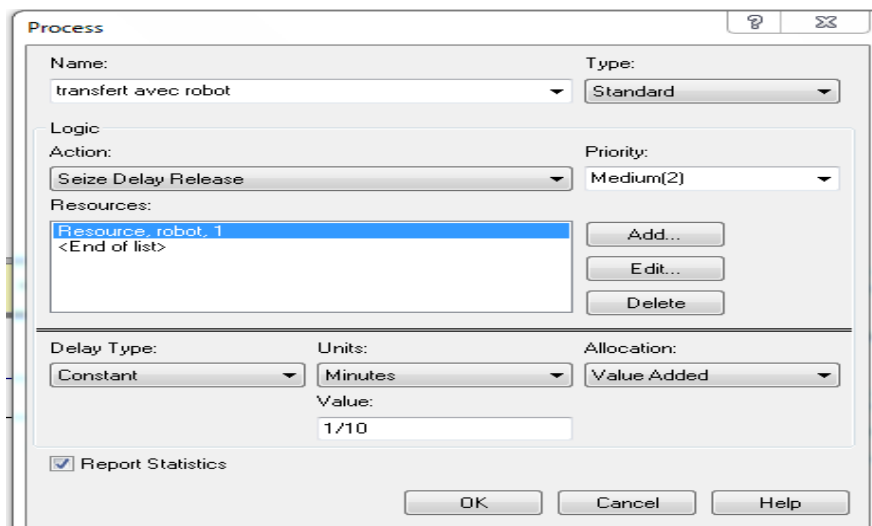 Process
Name: Type:
transfert avec robot Standard
Logic
Action: Priority:
Seize Delay Release Medium(2)
Resources:
Resource, robot, 1 Add...
<End of list> Edit...
Delete
Delay Type: Units: Allocation:
Constant Minutes Value Added
Value:
1/10
Report Statistics
OK Cancel Help